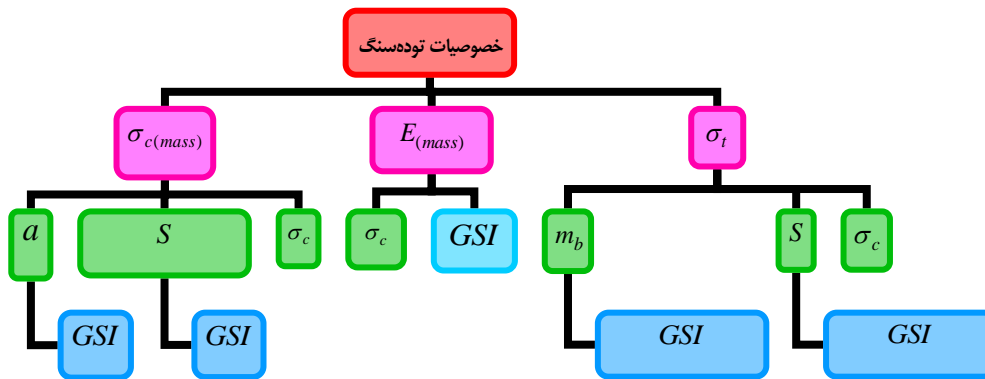 خصوصیات توده‌سنگ
σc(mass)
E(mass)
σt
a
S
σc
σc
GSI
mb
S
σc
GSI
GSI
GSI
GSI